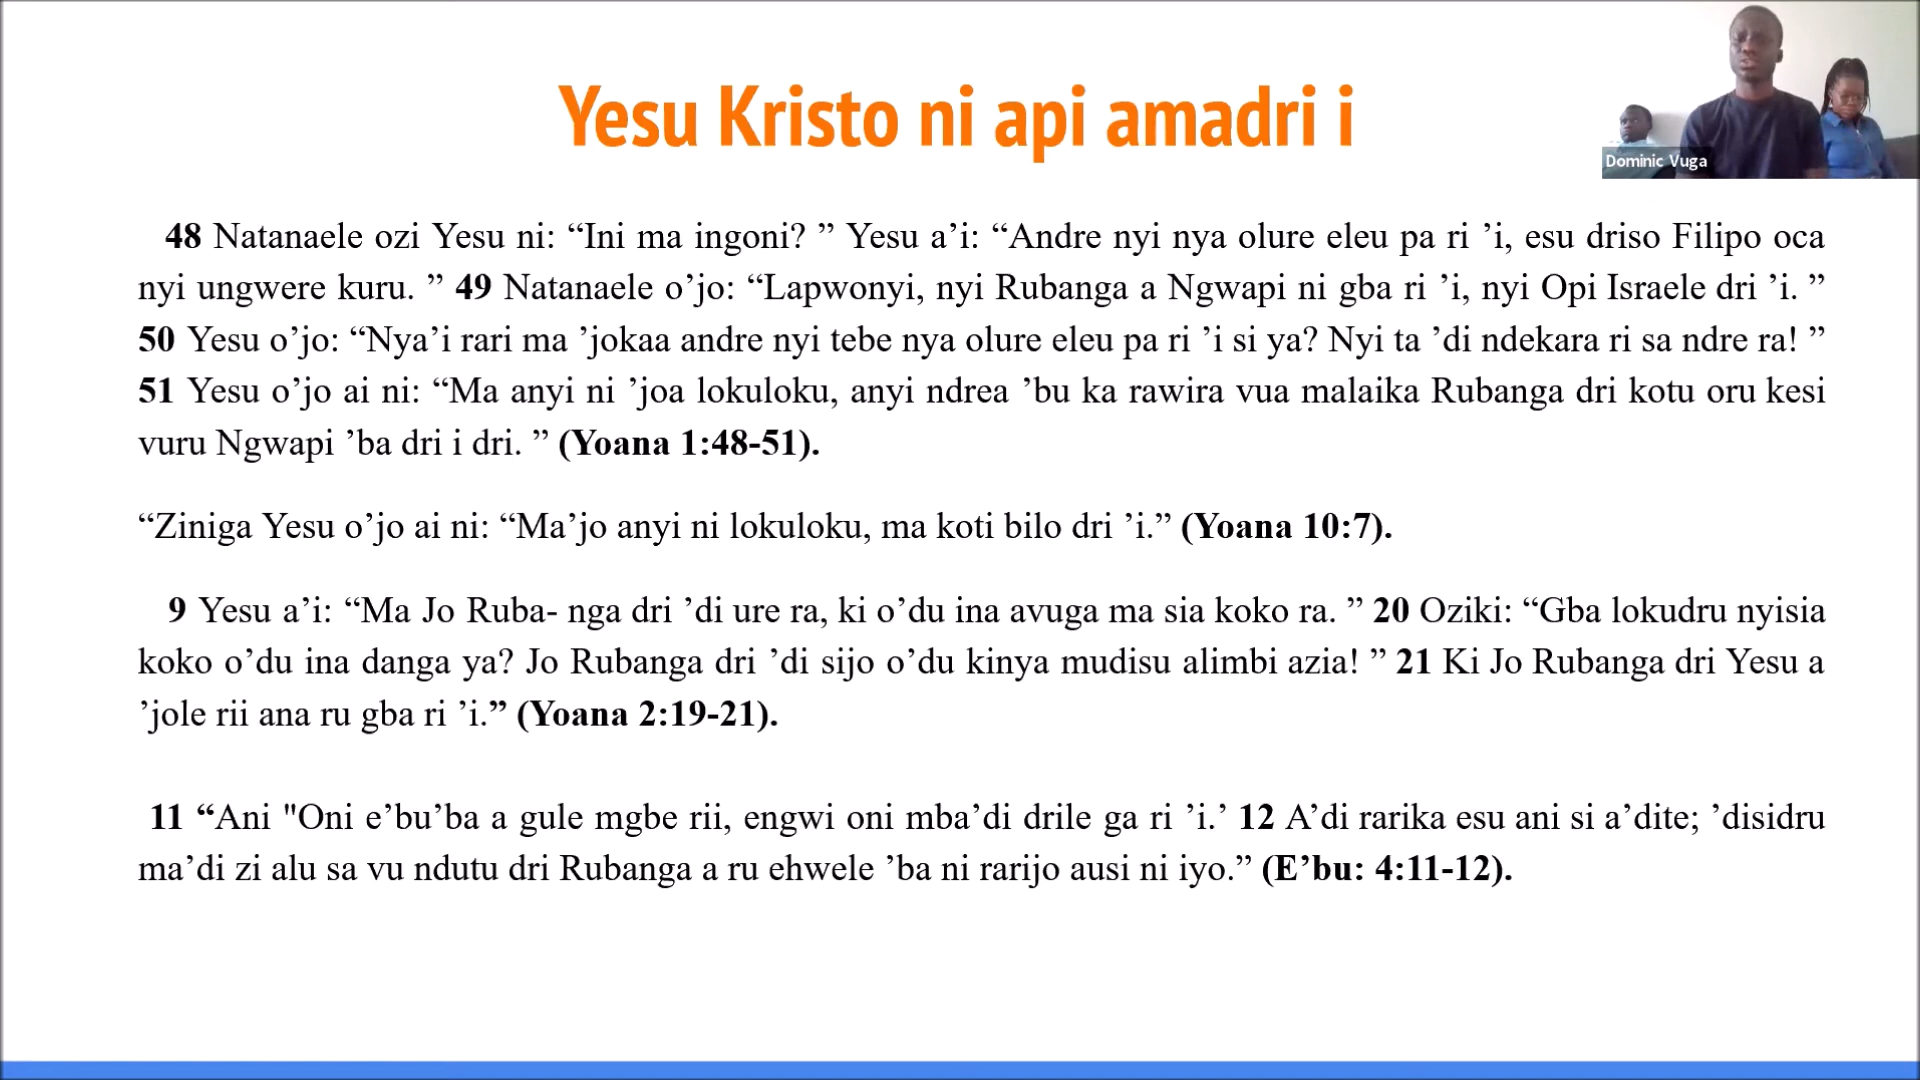 Yesu Kristo ni api amadri i
Dominic Vuga
48 Natanaele ozi Yesu ni: “Ini ma ingoni? ” Yesu a’i: “Andre nyi nya olure eleu pa ri ’i, esu driso Filipo oca
nyi ungwere kuru. ” 49 Natanaele o’jo: “Lapwonyi, nyi Rubanga a Ngwapi ni gba ri ’i, nyi Opi Israele dri ’i. ”
50 Yesu o’jo: “Nya’i rari ma ’jokaa andre nyi tebe nya olure eleu pa ri ’i si ya? Nyi ta ’di ndekara ri sa ndre ra! ”
51 Yesu o’jo ai ni: “Ma anyi ni ’joa lokuloku, anyi ndrea ’bu ka rawira vua malaika Rubanga dri kotu oru kesi
vuru Ngwapi ’ba dri i dri. ” (Yoana 1:48-51).
“Ziniga Yesu o’jo ai ni: “Ma’jo anyi ni lokuloku, ma koti bilo dri ’i.” (Yoana 10:7).
9 Yesu a’i: “Ma Jo Ruba- nga dri ’di ure ra, ki o’du ina avuga ma sia koko ra. ” 20 Oziki: “Gba lokudru nyisia
koko o’du ina danga ya? Jo Rubanga dri ’di sijo o’du kinya mudisu alimbi azia! ” 21 Ki Jo Rubanga dri Yesu a
’jole rii ana ru gba ri ’i.” (Yoana 2:19-21).
11 “Ani "Oni e’bu’ba a gule mgbe rii, engwi oni mba’di drile ga ri ’i.’ 12 A’di rarika esu ani si a’dite; ’disidru
ma’di zi alu sa vu ndutu dri Rubanga a ru ehwele ’ba ni rarijo ausi ni iyo.” (E’bu: 4:11-12).